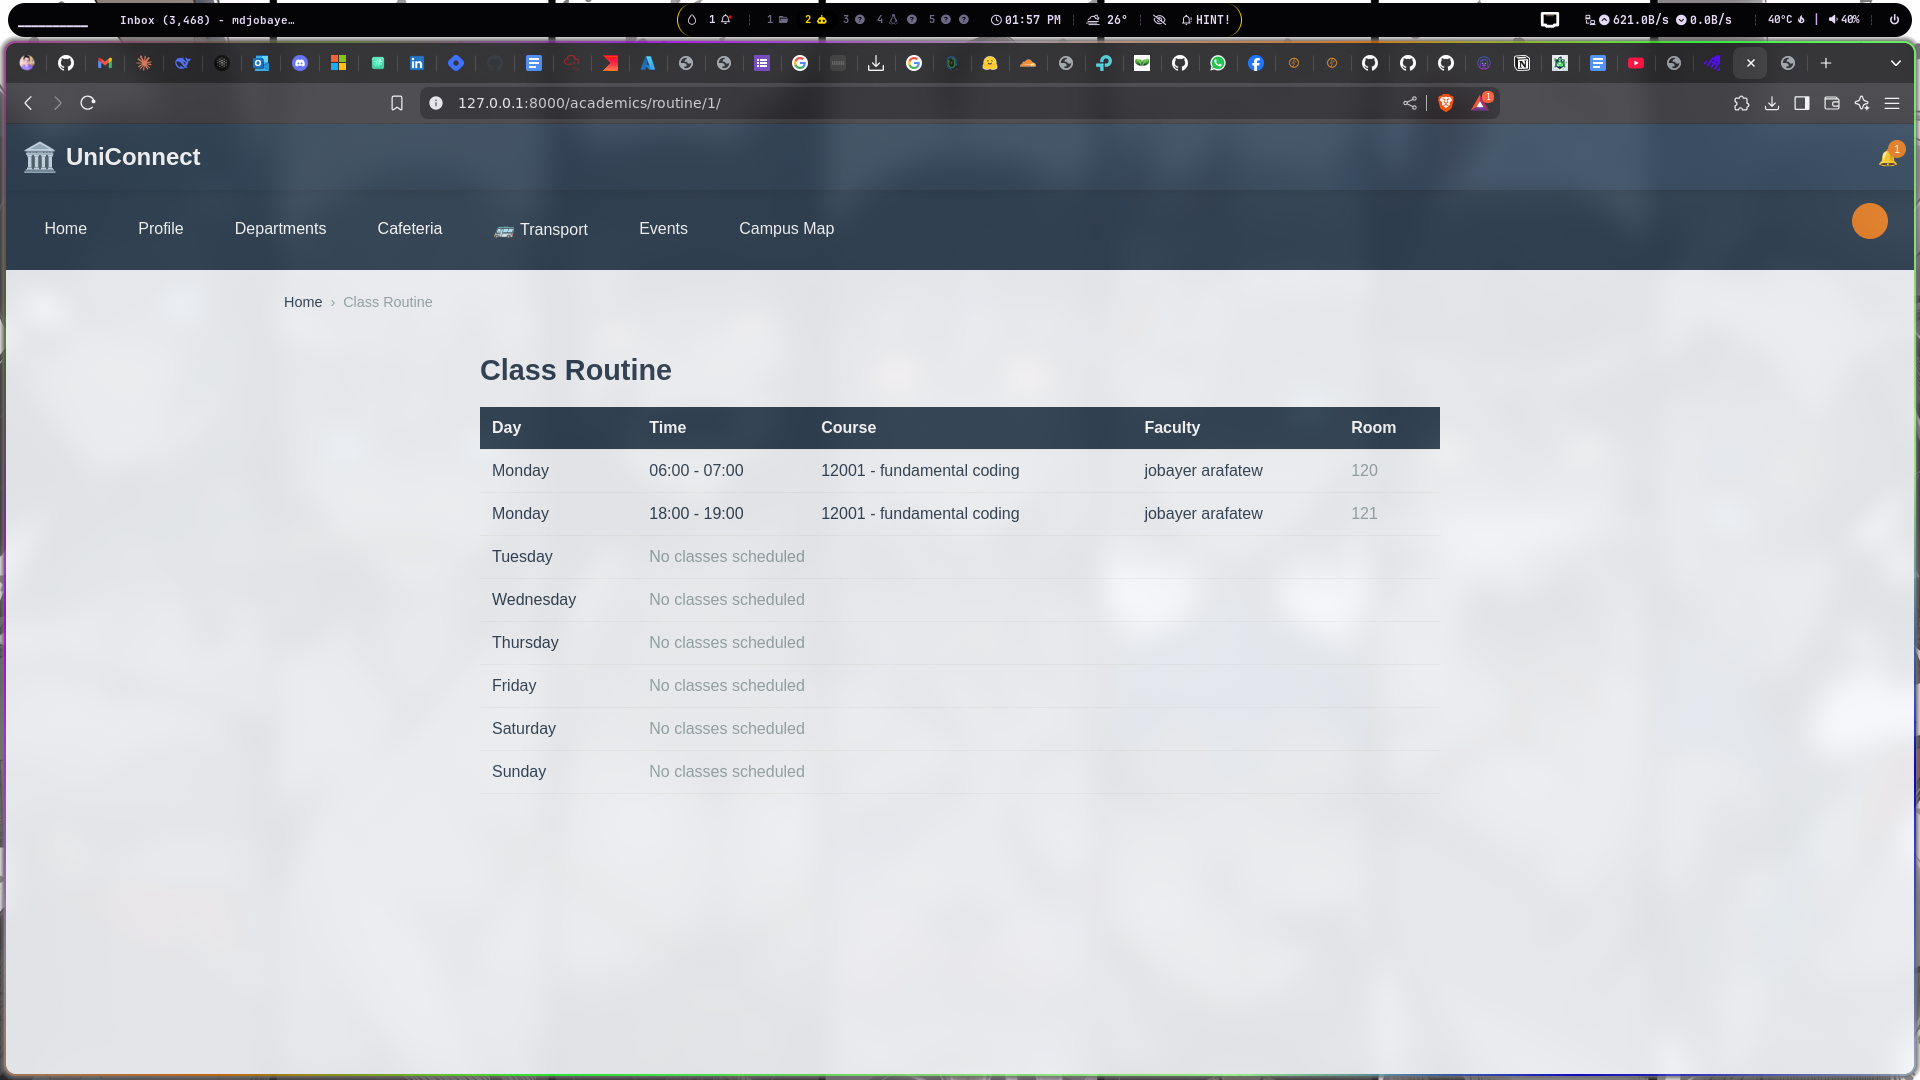 Inbox (3,468) - mdjobaye…
1
1 2 3 4 5
01:57 PM
26°
HINT!
621.0B/s 0.0B/s
40°C
40%
127.0.0.1:8000/academics/routine/1/
1
UniConnect
1
Home Profile Departments Cafeteria Transport Events Campus Map
Home › Class Routine
Class Routine
Day Time Course Faculty Room
Monday 06:00 - 07:00 12001 - fundamental coding jobayer arafatew 120
Monday 18:00 - 19:00 12001 - fundamental coding jobayer arafatew 121
Tuesday No classes scheduled
Wednesday No classes scheduled
Thursday No classes scheduled
Friday No classes scheduled
Saturday No classes scheduled
Sunday No classes scheduled